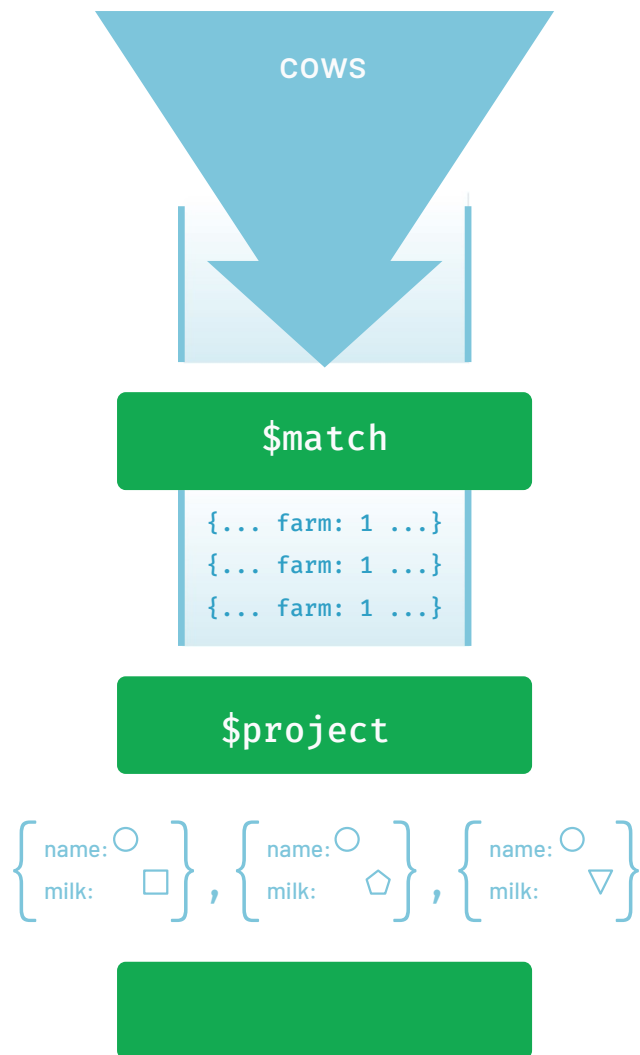 cows
$match
{... farm: 1 ...}
{... farm: 1 ...}
{... farm: 1 ...}
$project
{ name: } , { name: } , { name: }
milk: milk: milk: